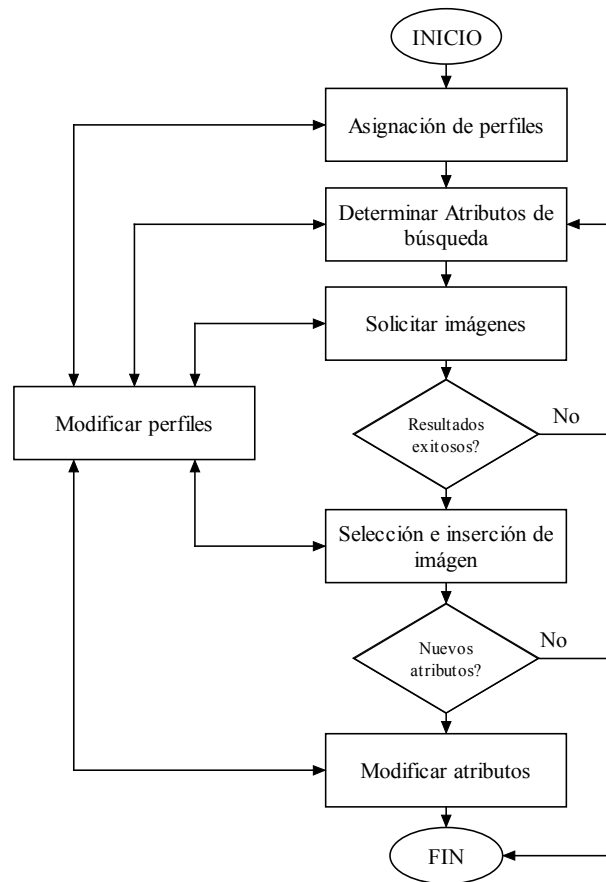 INICIO
Asignación de perfiles
Determinar Atributos de
búsqueda
Solicitar imágenes
Modificar perfiles
Resultados
exitosos?
No
Selección e inserción de
imágen
Nuevos
atributos?
No
Modificar atributos
FIN